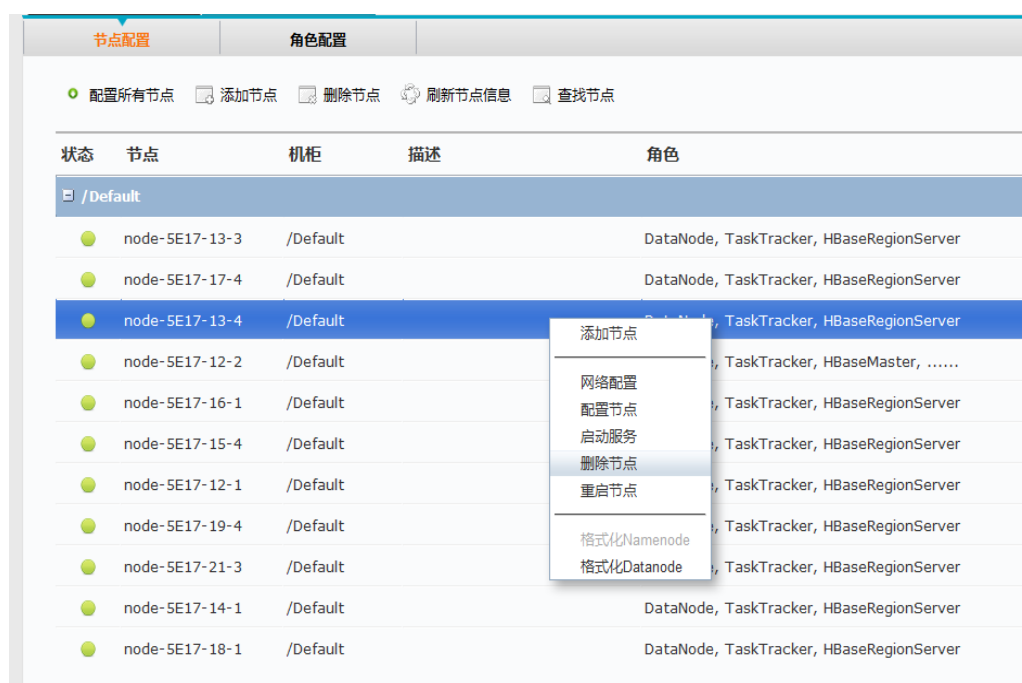 节点配置 角色配置
配置所有节点 添加节点 删除节点 刷新节点信息 查找节点
状态 节点 机柜 描述 角色
/Default
node-5E17-13-3 /Default DataNode, TaskTracker, HBaseRegionServer
node-5E17-17-4 /Default DataNode, TaskTracker, HBaseRegionServer
node-5E17-13-4 /Default , TaskTracker, HBaseRegionServer
添加节点
node-5E17-12-2 /Default , TaskTracker, HBaseMaster, ......
网络配置
node-5E17-16-1 /Default , TaskTracker, HBaseRegionServer
配置节点
启动服务
node-5E17-15-4 /Default , TaskTracker, HBaseRegionServer
删除节点
node-5E17-12-1 /Default , TaskTracker, HBaseRegionServer
重启节点
node-5E17-19-4 /Default , TaskTracker, HBaseRegionServer
格式化Namenode
node-5E17-21-3 /Default , TaskTracker, HBaseRegionServer
格式化Datanode
node-5E17-14-1 /Default DataNode, TaskTracker, HBaseRegionServer
node-5E17-18-1 /Default DataNode, TaskTracker, HBaseRegionServer